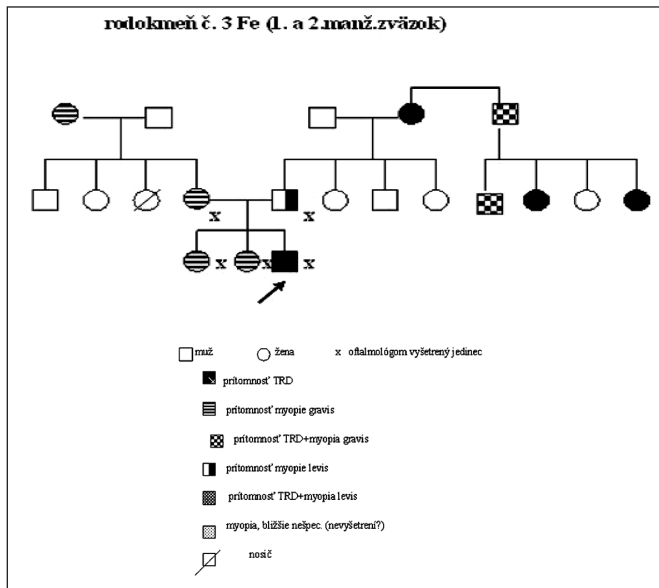 rodokmeň č. 3 Fe (1. a 2.manž.zväzok)
x x
x x x
muž žena x oftalmológom vyšetrený jedinec
prítomnosť TRD
prítomnosť myopie gravis
prítomnosť TRD+myopia gravis
prítomnosť myopie levis
prítomnosť TRD+myopia levis
myopia, bližšie nešpec. (nevyšetrení?)
nosič